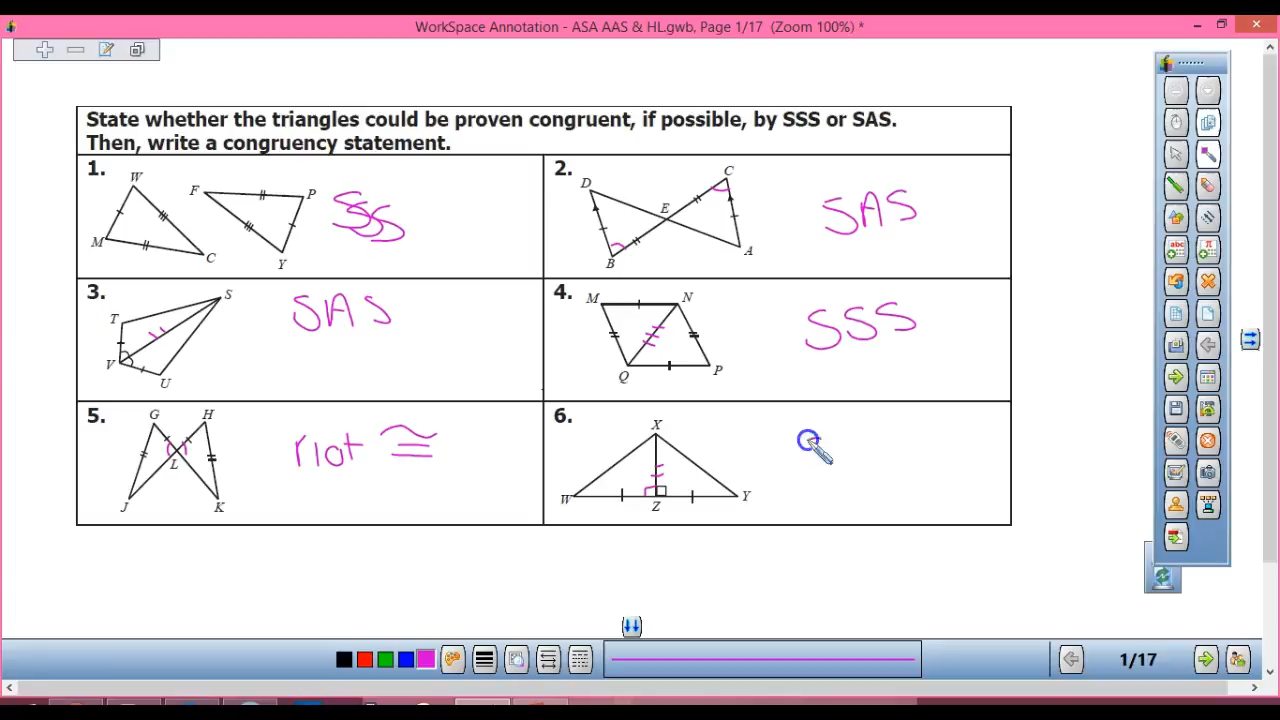 WorkSpace Annotation - ASA AAS & HL.gwb, Page 1/17 (Zoom 100%) *
State whether the triangles could be proven congruent, if possible, by SSS or SAS.
Then, write a congruency statement.
1.
W
F
P
M
C
Y
SSS
2.
D
C
E
B
A
SAS
3.
S
T
V
U
SAS
4.
M
N
Q
P
SSS
5.
G
H
L
J
K
not ≅
6.
X
W
Z
Y
abc
π
1/17